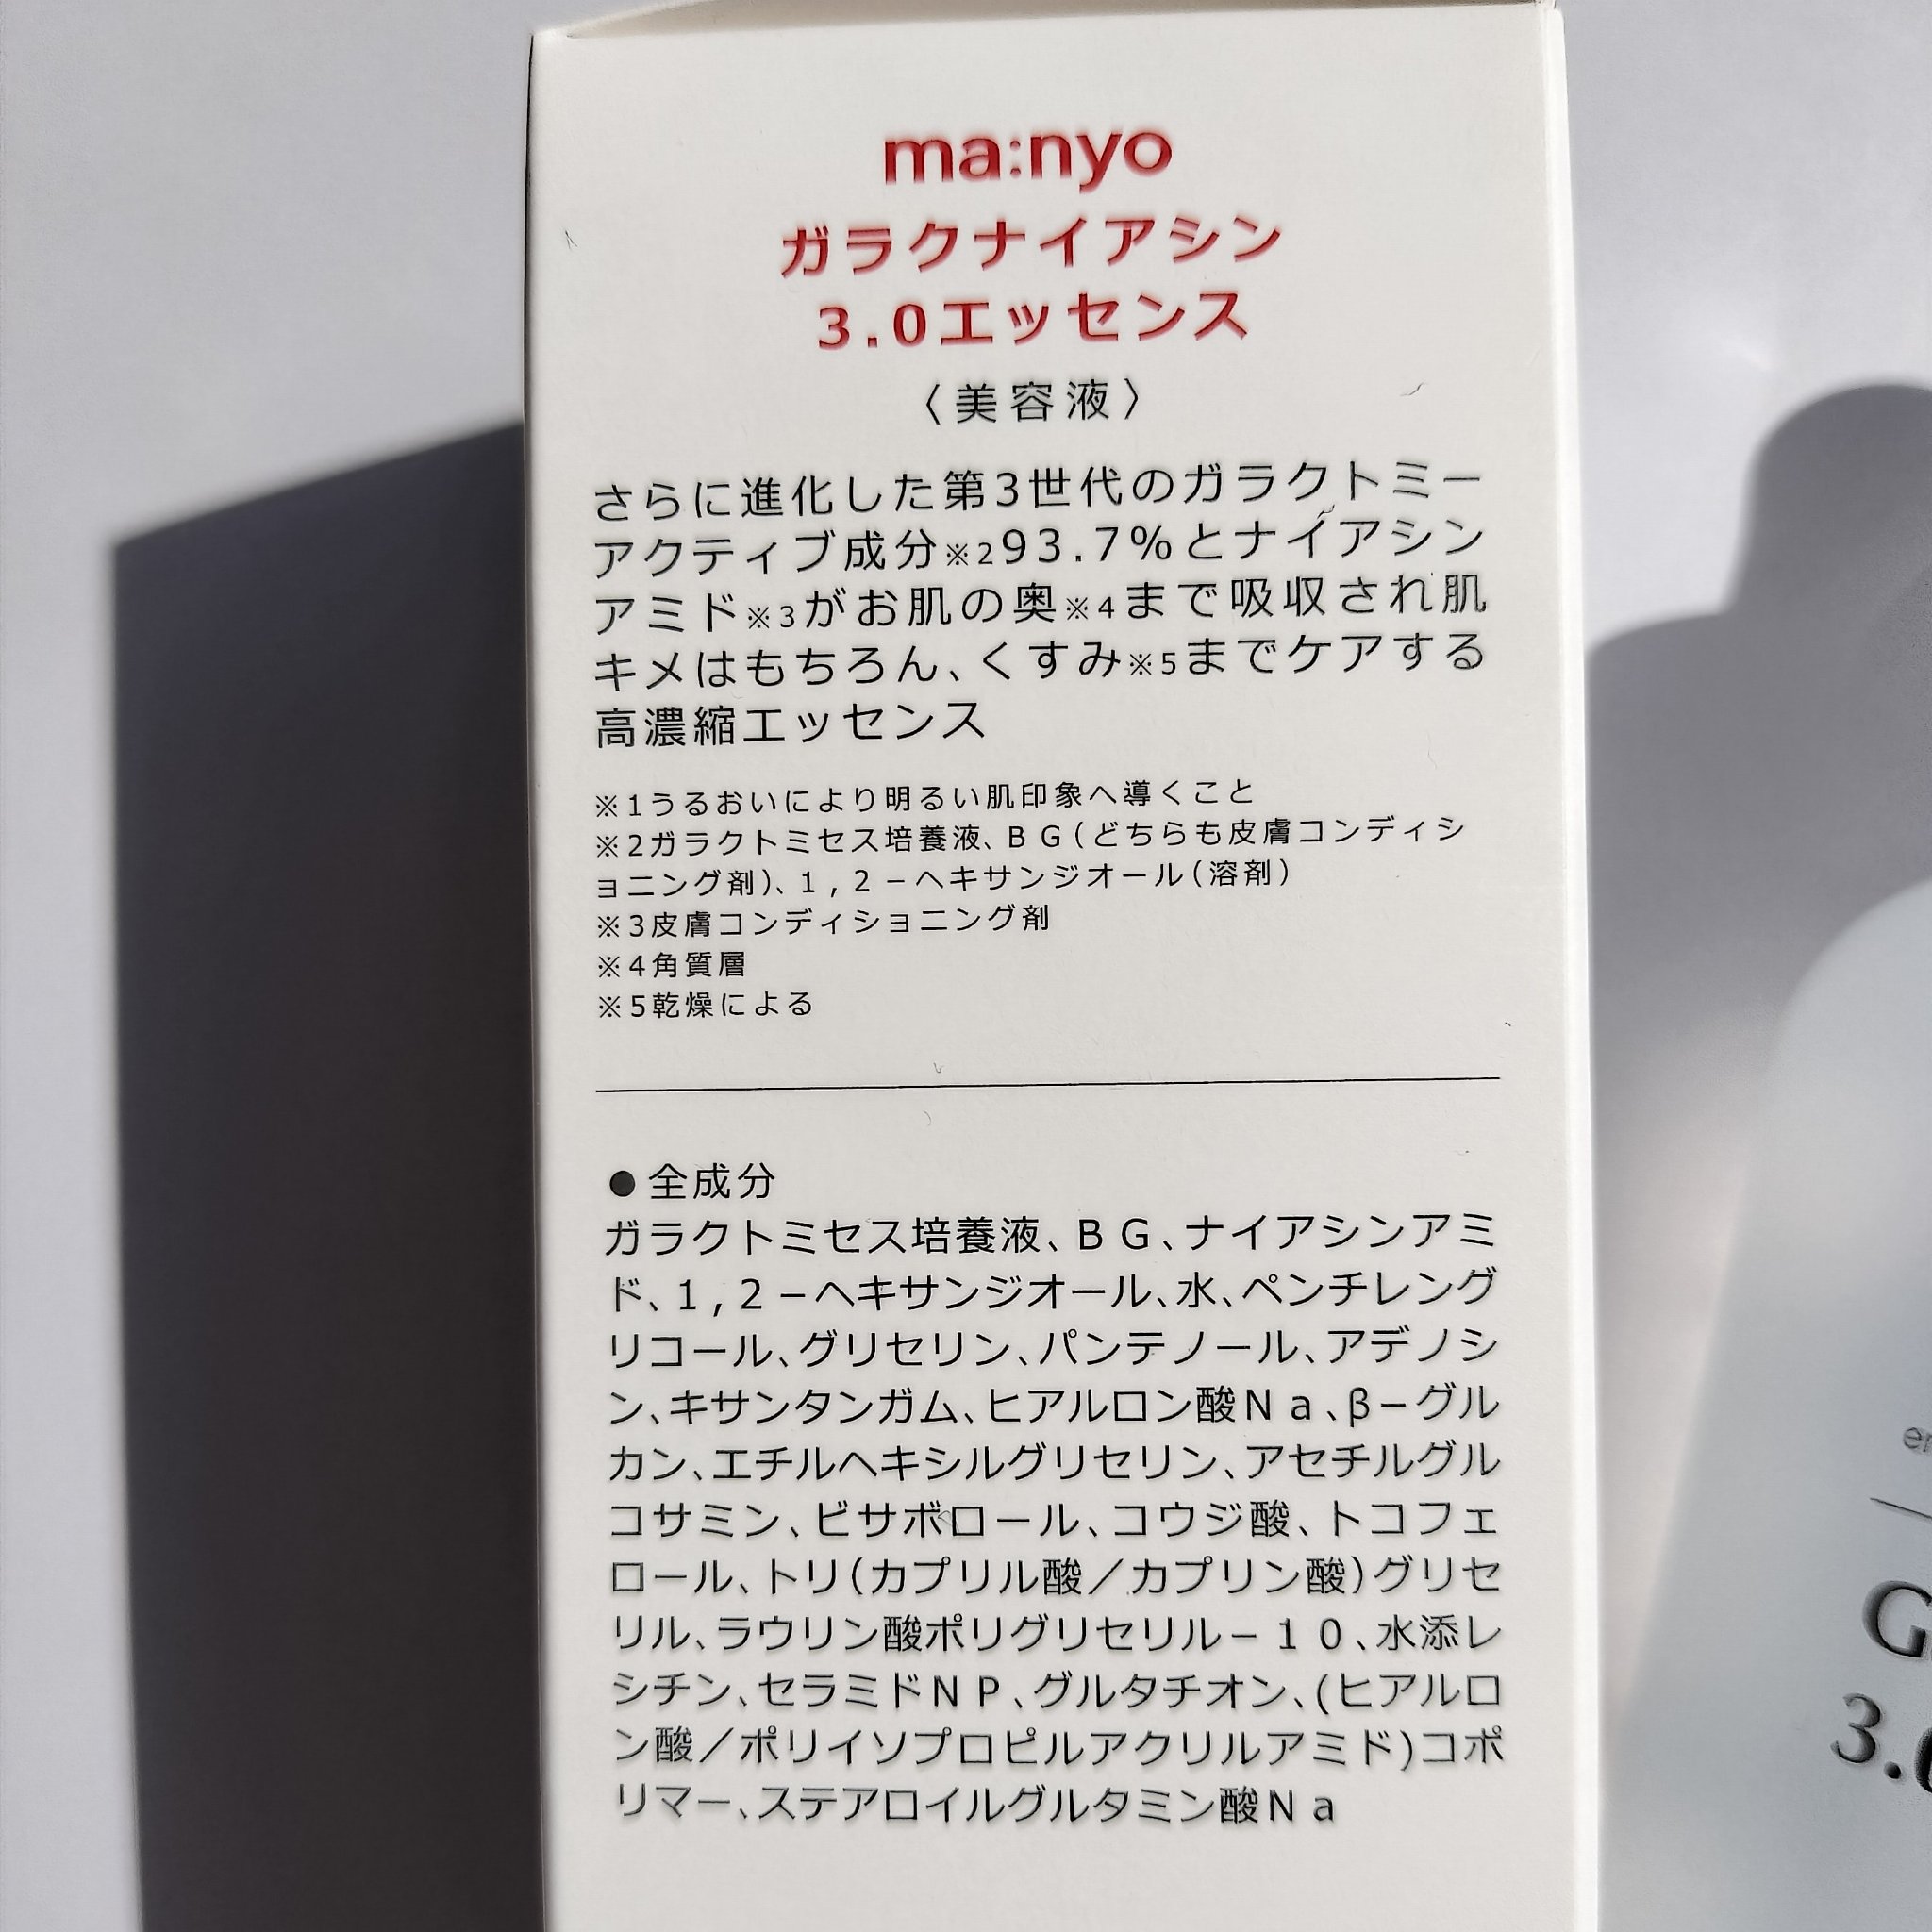 ma:nyo
ガラクナイアシン
3.0エッセンス
〈美容液〉
さらに進化した第3世代のガラクトミー
アクティブ成分※293.7%とナイアシン
アミド※3がお肌の奥※4まで吸収され肌
キメはもちろん、くすみ※5までケアする
高濃縮エッセンス
※1うるおいにより明るい肌印象へ導くこと
※2ガラクトミセス培養液、BG(どちらも皮膚コンディシ
ョニング剤)、1,2-ヘキサンジオール(溶剤)
※3皮膚コンディショニング剤
※4角質層
※5乾燥による
●全成分
ガラクトミセス培養液、BG、ナイアシンアミ
ド、1,2-ヘキサンジオール、水、ペンチレング
リコール、グリセリン、パンテノール、アデノシ
ン、キサンタンガム、ヒアルロン酸Na、β-グル
カン、エチルヘキシルグリセリン、アセチルグル
コサミン、ビサボロール、コウジ酸、トコフェ
ロール、トリ(カプリル酸/カプリン酸)グリセ
リル、ラウリン酸ポリグリセリル-10、水添レ
シチン、セラミドNP、グルタチオン、(ヒアルロ
ン酸/ポリイソプロピルアクリルアミド)コポ
リマー、ステアロイルグルタミン酸Na
G
3.